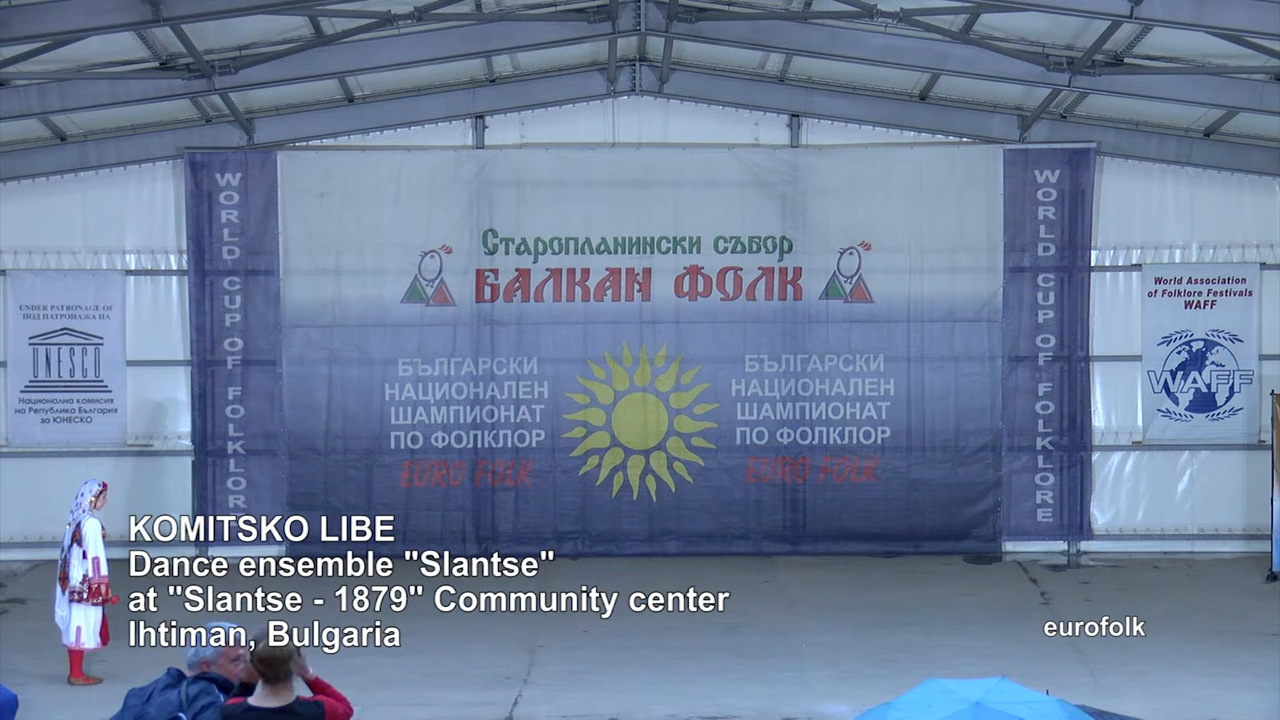 WORLD CUP OF FOLKLORE
Старопланински събор
БАЛКАН ФОЛК
WORLD CUP OF FOLKLORE
UNDER PATRONAGE OF
ПОД ПАТРОНАЖА НА
UNESCO
Национална комисия
на Република България
за ЮНЕСКО
БЪЛГАРСКИ
НАЦИОНАЛЕН
ШАМПИОНАТ
ПО ФОЛКЛОР
EURO FOLK
БЪЛГАРСКИ
НАЦИОНАЛЕН
ШАМПИОНАТ
ПО ФОЛКЛОР
EURO FOLK
World Association
of Folklore Festivals
WAFF
WAFF
KOMITSKO LIBE
Dance ensemble "Slantse"
at "Slantse - 1879" Community center
Ihtiman, Bulgaria
eurofolk